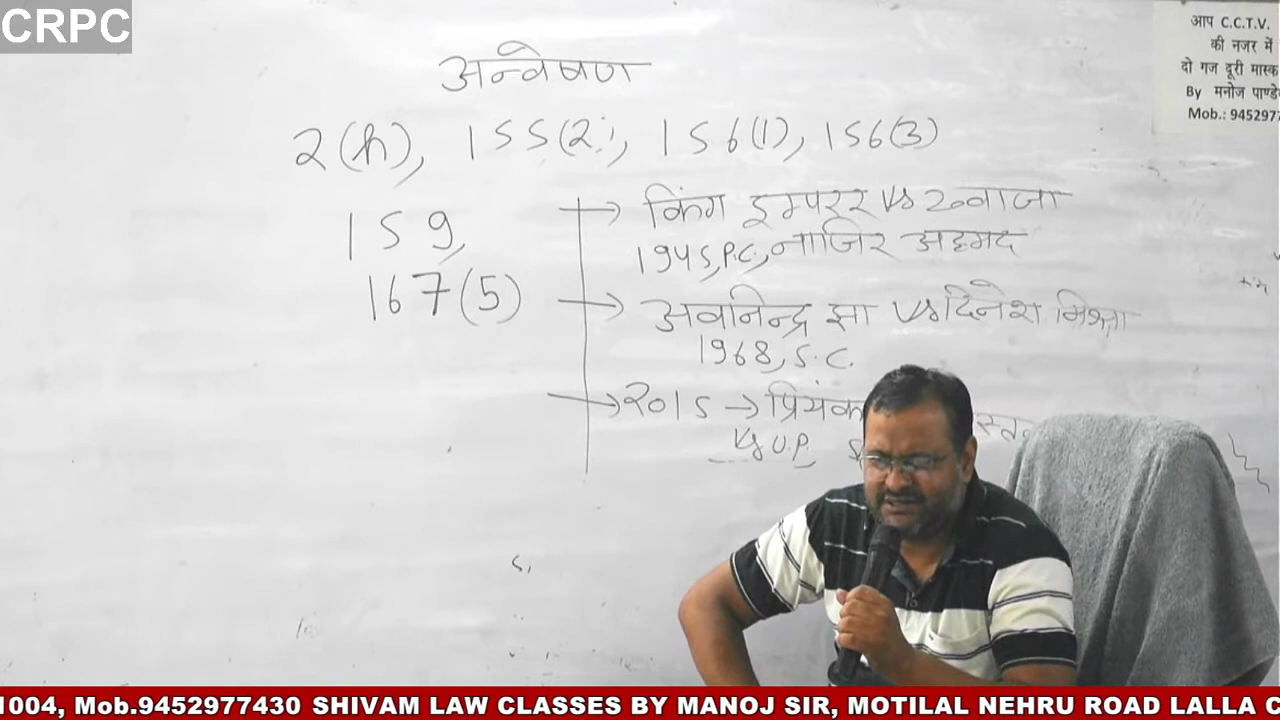 CRPC
आप C.C.T.V.
की नजर में
दो गज दूरी मास्क
By मनोज पाण्डे
Mob.: 945297
अन्वेषण
2(h), 155(2), 156(1), 156(3)
159,
167(5)
→ किंग इम्परर Vs ख्वाजा
1945, P.C., नाजिर अहमद
→ अवनिन्द्र झा Vs दिनेश मिश्रा
1968, S.C.
→ 2015 → प्रियंका
Vs U.P.
1004, Mob.9452977430 SHIVAM LAW CLASSES BY MANOJ SIR, MOTILAL NEHRU ROAD LALLA C